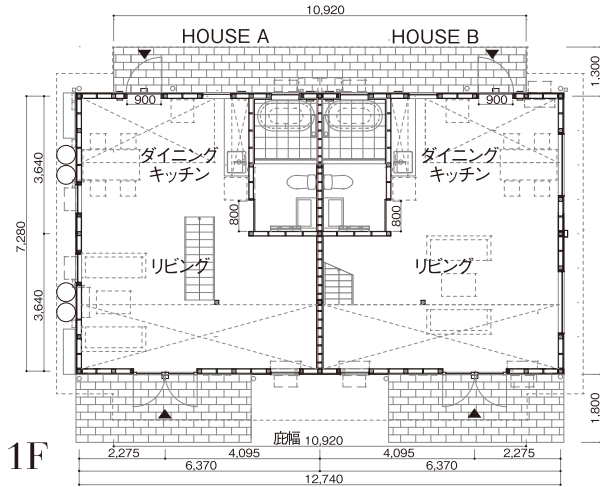 10,920
HOUSE A
HOUSE B
1,300
900
900
ダイニング
キッチン
ダイニング
キッチン
3,640
7,280
800
800
リビング
リビング
3,640
1,800
1F
庇幅 10,920
2,275
4,095
4,095
2,275
6,370
6,370
12,740